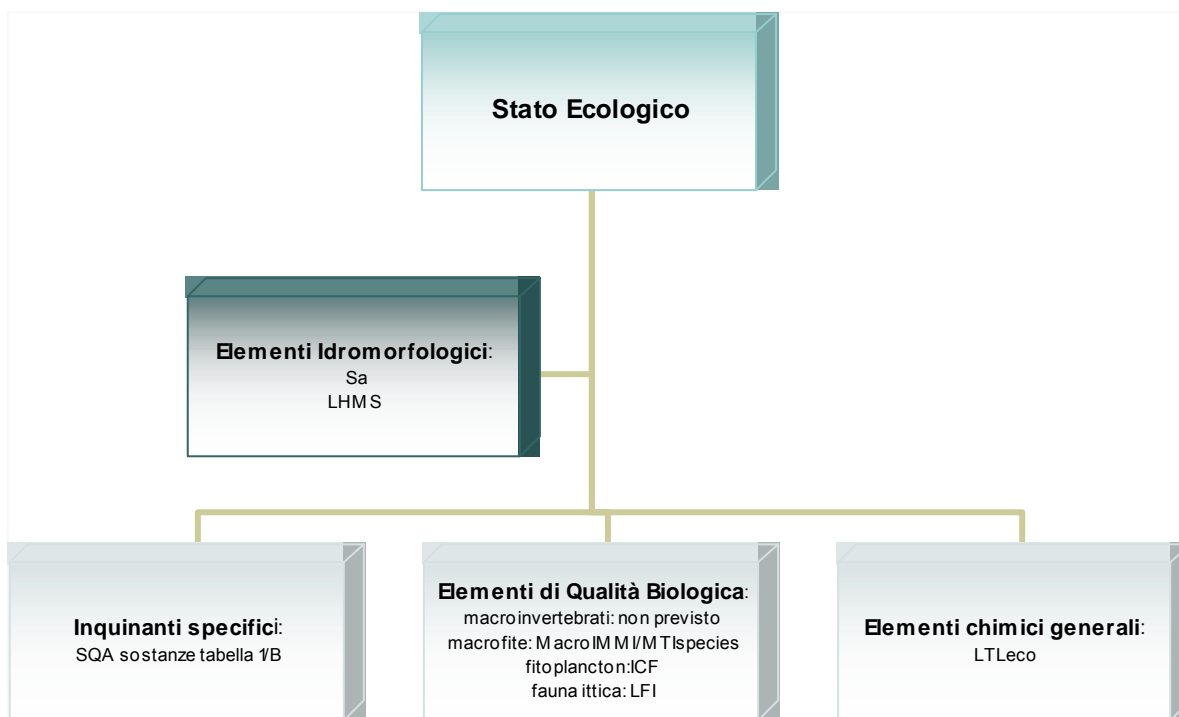 Stato Ecologico
Elementi Idromorfologici:
Sa
LHMS
Inquinanti specifici:
SQA sostanze tabella 1/B
Elementi di Qualità Biologica:
macroinvertebrati: non previsto
macrofite: MacroIMMI/MTIspecies
fitoplancton:ICF
fauna ittica: LFI
Elementi chimici generali:
LTLeco